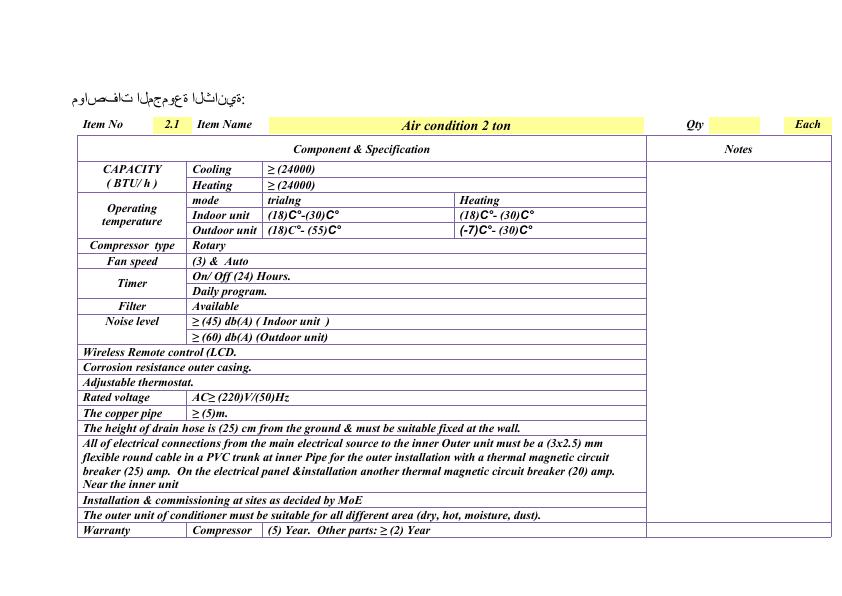 مواصفات المجموعة الثانية:
Item No 2.1 Item Name Air condition 2 ton Qty Each
Component & Specification Notes
CAPACITY Cooling ≥ (24000)
( BTU/ h ) Heating ≥ (24000)
Operating temperature mode trialng Heating
Indoor unit (18)C°-(30)C° (18)C°- (30)C°
Outdoor unit (18)C°- (55)C° (-7)C°- (30)C°
Compressor type Rotary
Fan speed (3) & Auto
Timer On/ Off (24) Hours.
Daily program.
Filter Available
Noise level ≥ (45) db(A) ( Indoor unit )
≥ (60) db(A) (Outdoor unit)
Wireless Remote control (LCD.
Corrosion resistance outer casing.
Adjustable thermostat.
Rated voltage AC≥ (220)V/(50)Hz
The copper pipe ≥ (5)m.
The height of drain hose is (25) cm from the ground & must be suitable fixed at the wall.
All of electrical connections from the main electrical source to the inner Outer unit must be a (3x2.5) mm
flexible round cable in a PVC trunk at inner Pipe for the outer installation with a thermal magnetic circuit
breaker (25) amp. On the electrical panel &installation another thermal magnetic circuit breaker (20) amp.
Near the inner unit
Installation & commissioning at sites as decided by MoE
The outer unit of conditioner must be suitable for all different area (dry, hot, moisture, dust).
Warranty Compressor (5) Year. Other parts: ≥ (2) Year